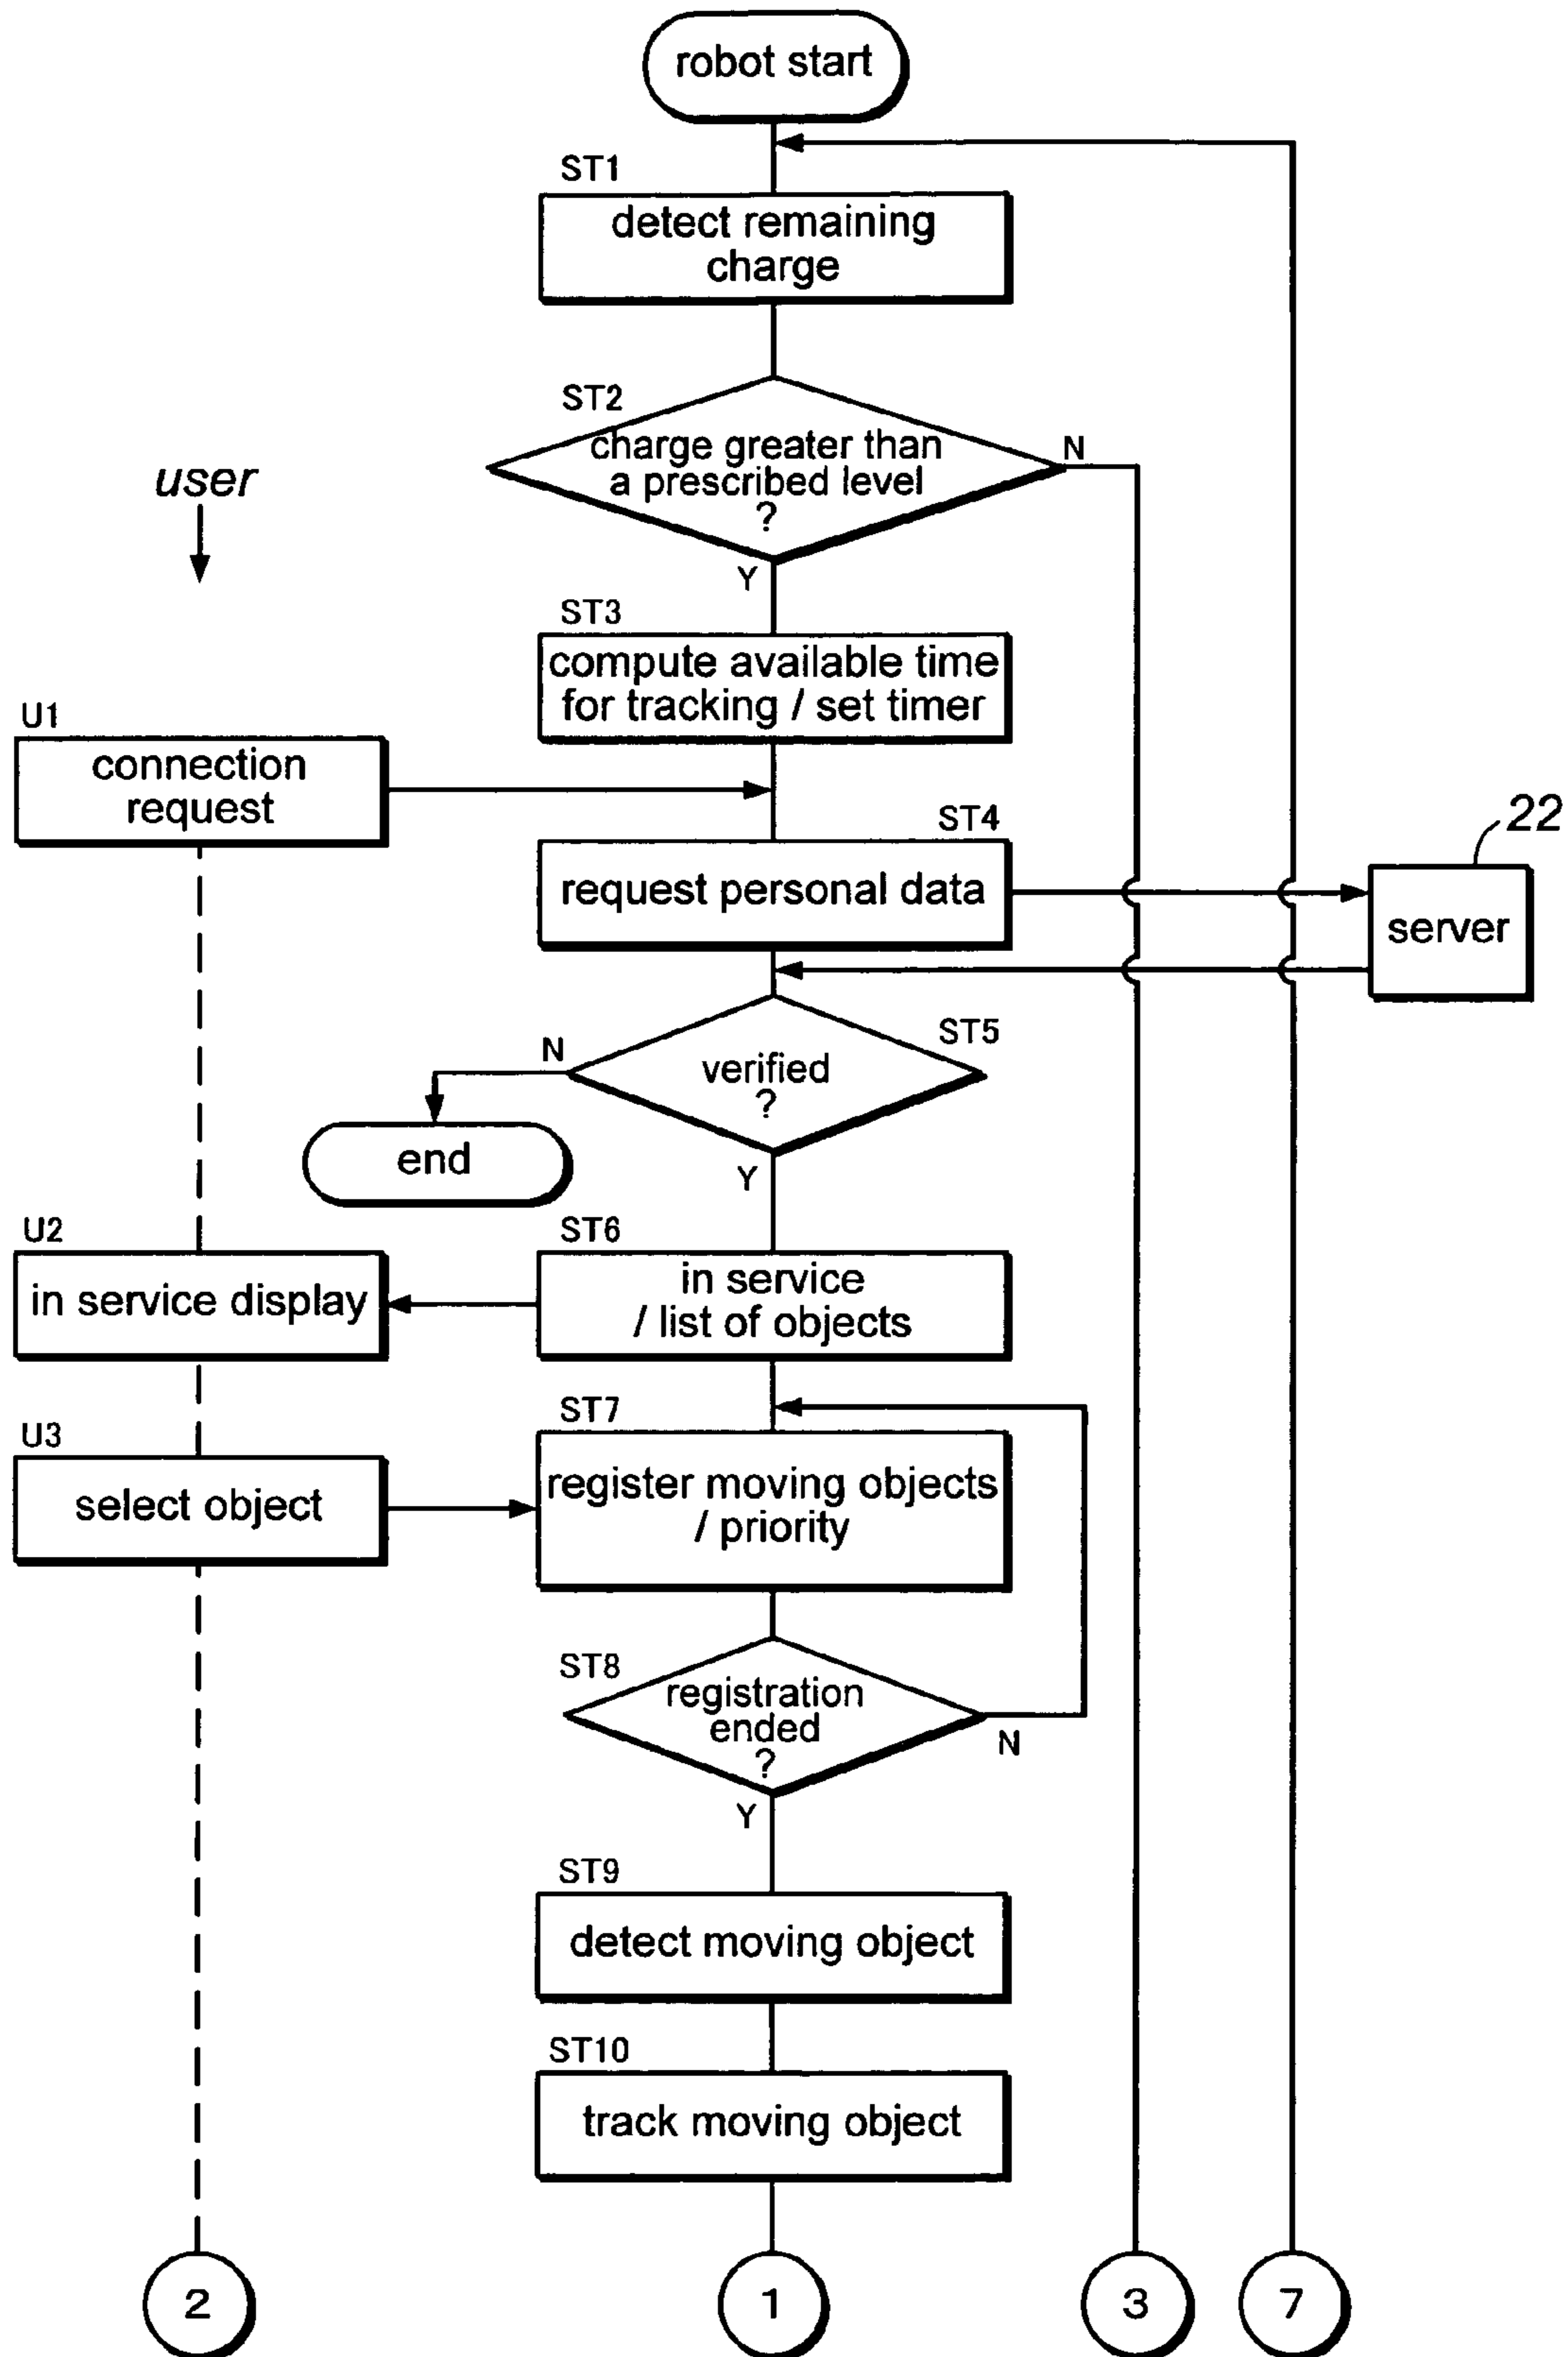 robot start
ST1
detect remaining
charge
ST2
charge greater than
a prescribed level
?
N
Y
user
ST3
compute available time
for tracking / set timer
U1
connection
request
ST4
request personal data
22
server
ST5
verified
?
N
end
Y
U2
in service display
ST6
in service
/ list of objects
U3
select object
ST7
register moving objects
/ priority
ST8
registration
ended
?
N
Y
ST9
detect moving object
ST10
track moving object
2
1
3
7